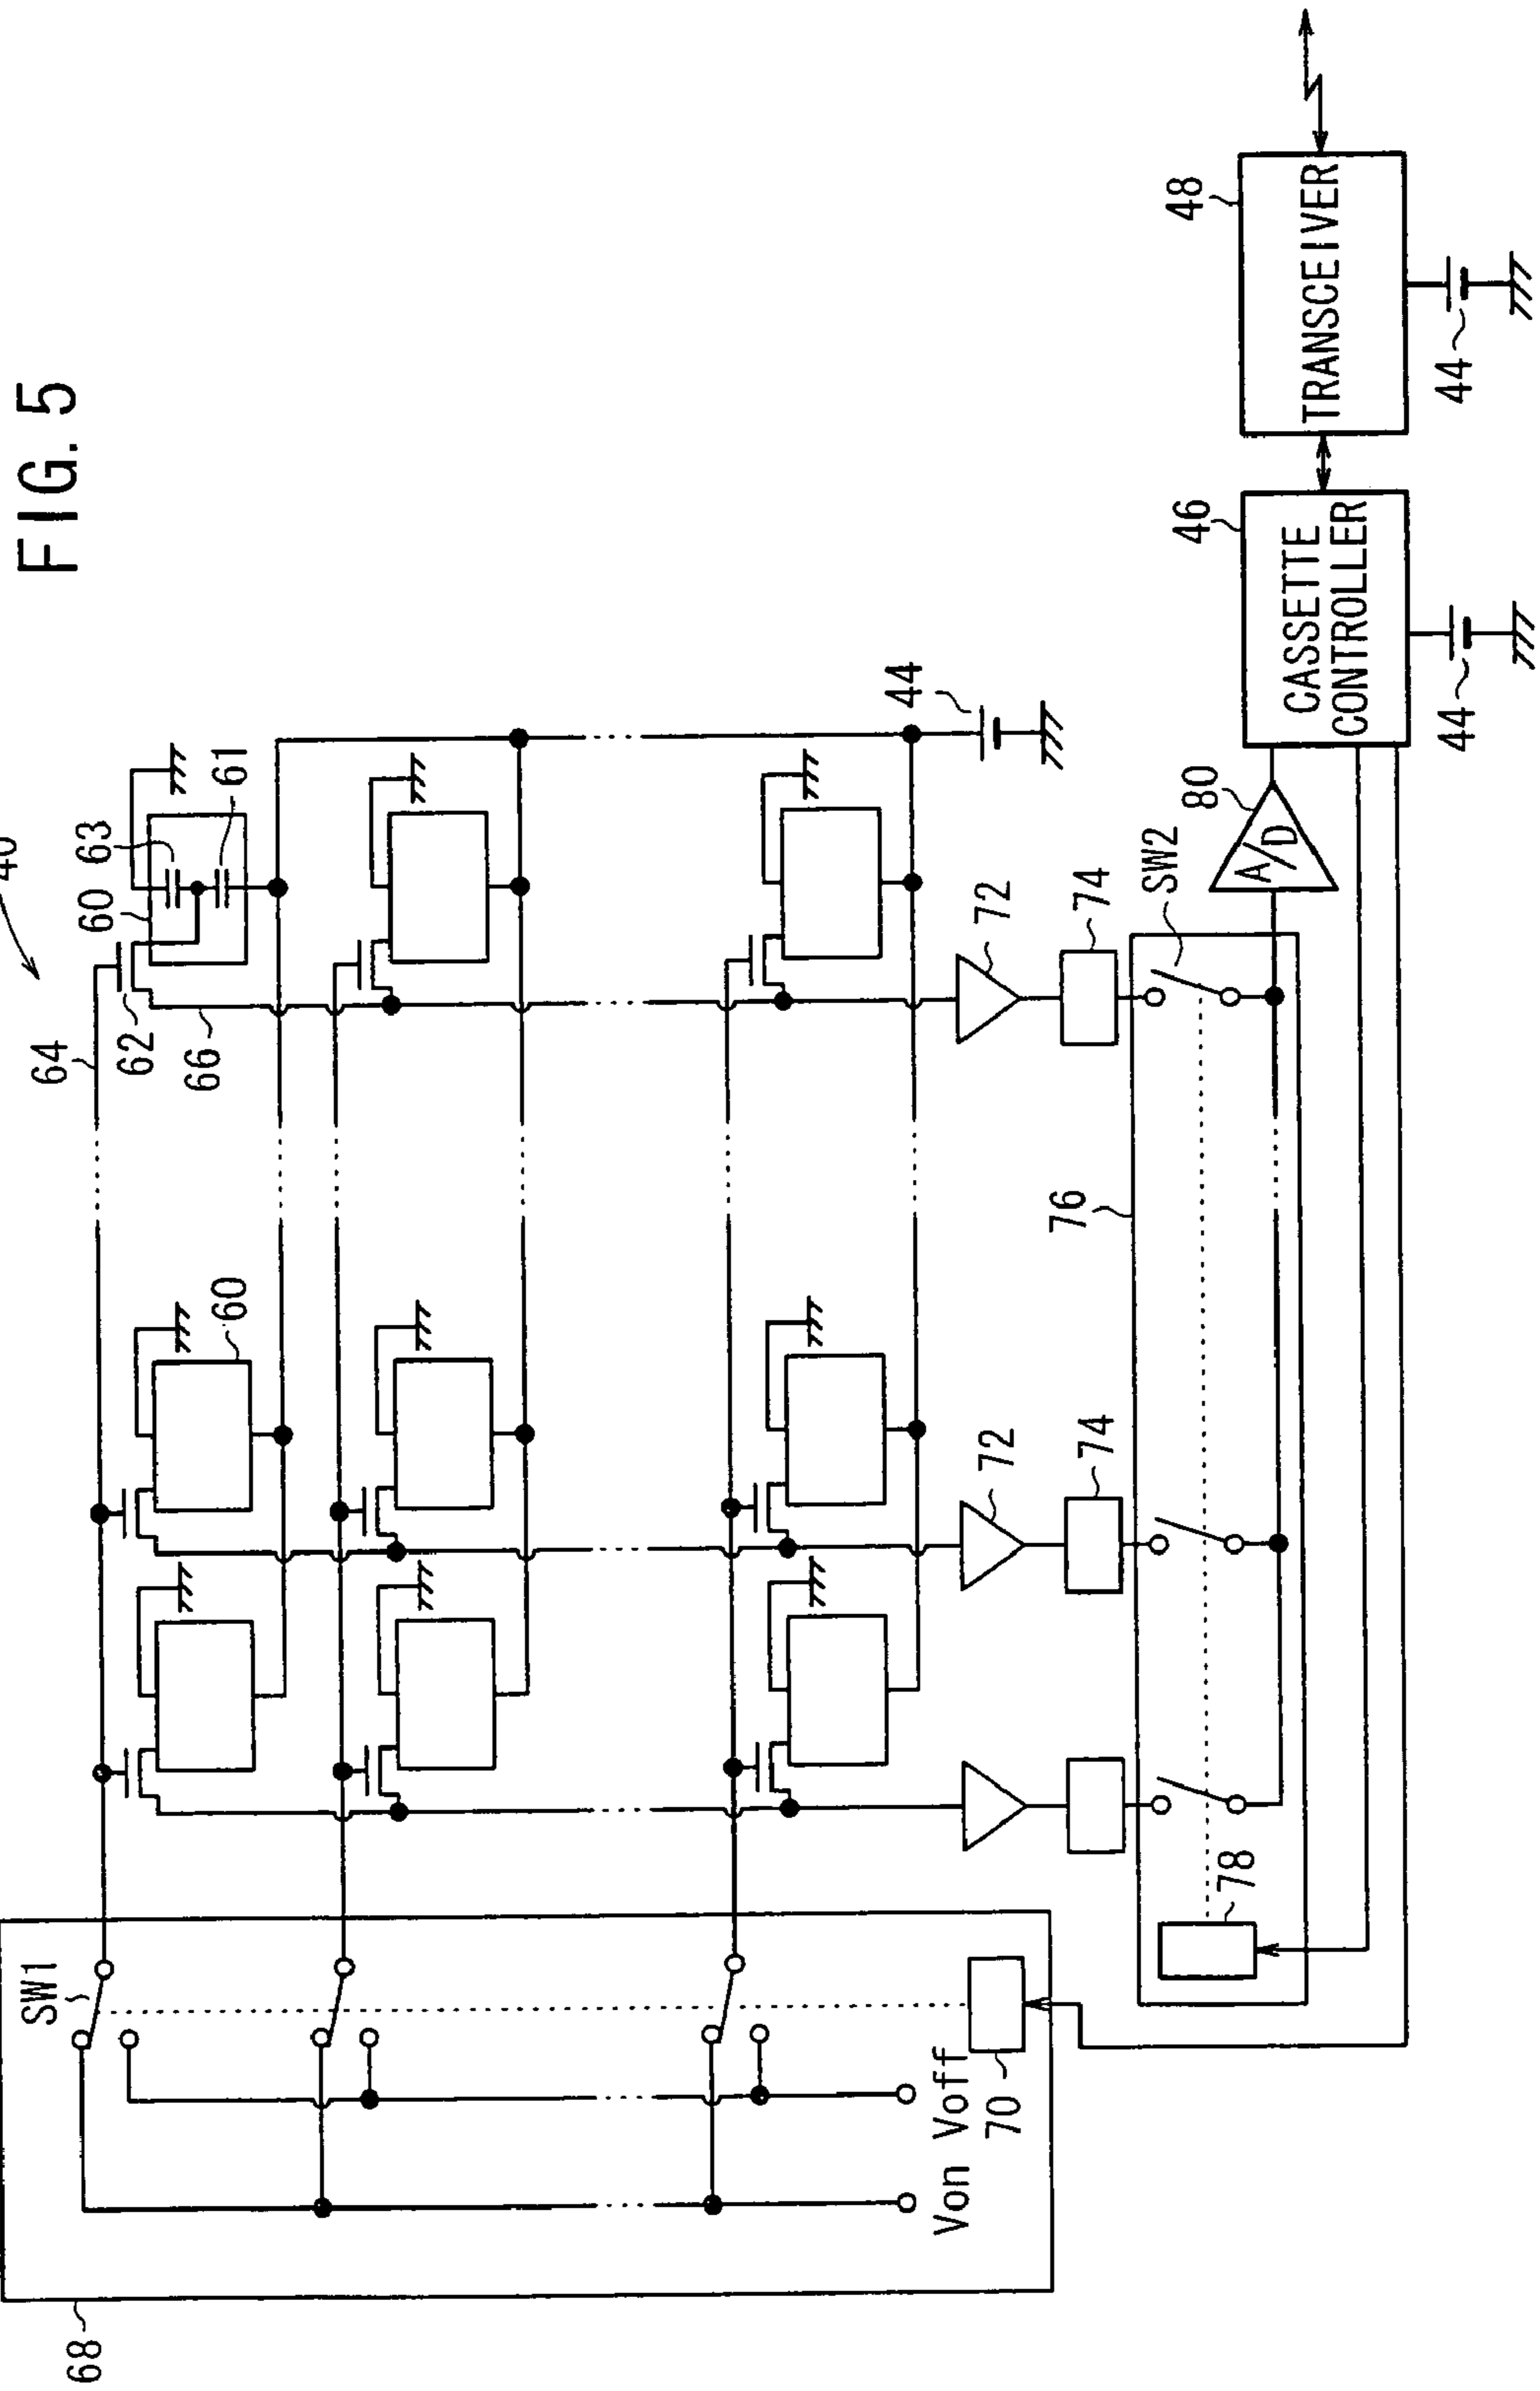 FIG. 5
40
64
62
66
60
63
61
60
44
72
74
72
74
76
SW2
80
A/D
46
CASSETTE
CONTROLLER
44
48
TRANSCEIVER
44
78
SW1
Von
Voff
70
68